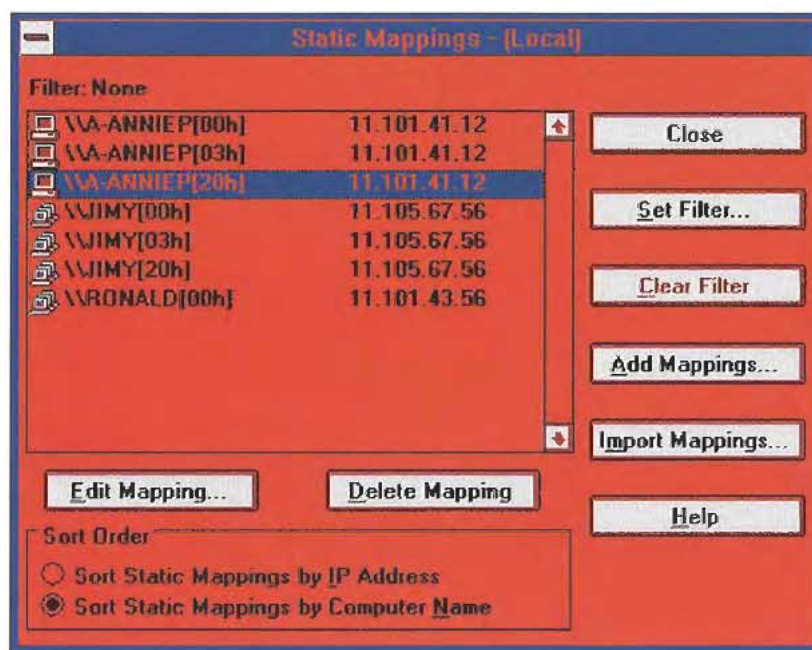 Static Mappings - (Local)
Filter: None
\\A-ANNIEP[00h] 11.101.41.12
\\A-ANNIEP[03h] 11.101.41.12
\\A-ANNIEP[20h] 11.101.41.12
\\JIMY[00h] 11.105.67.56
\\JIMY[03h] 11.105.67.56
\\JIMY[20h] 11.105.67.56
\\RONALD[00h] 11.101.43.56
Close
Set Filter...
Clear Filter
Add Mappings...
Import Mappings...
Help
Edit Mapping...
Delete Mapping
Sort Order
Sort Static Mappings by IP Address
Sort Static Mappings by Computer Name